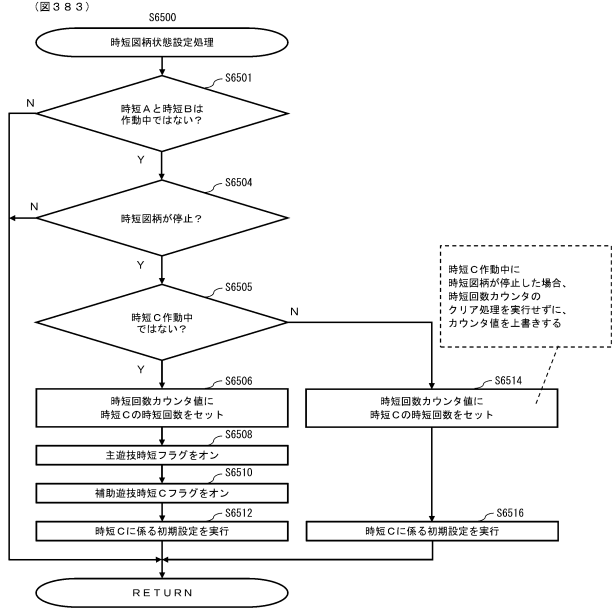 (図383)
S6500
時短図柄状態設定処理
S6501
時短Aと時短Bは
作動中ではない?
N
Y
S6504
時短図柄が停止?
N
Y
S6505
時短C作動中
ではない?
N
Y
時短C作動中に
時短図柄が停止した場合、
時短回数カウンタの
クリア処理を実行せずに、
カウンタ値を上書きする
S6506
時短回数カウンタ値に
時短Cの時短回数をセット
S6514
時短回数カウンタ値に
時短Cの時短回数をセット
S6508
主遊技時短フラグをオン
S6510
補助遊技時短Cフラグをオン
S6512
時短Cに係る初期設定を実行
S6516
時短Cに係る初期設定を実行
RETURN